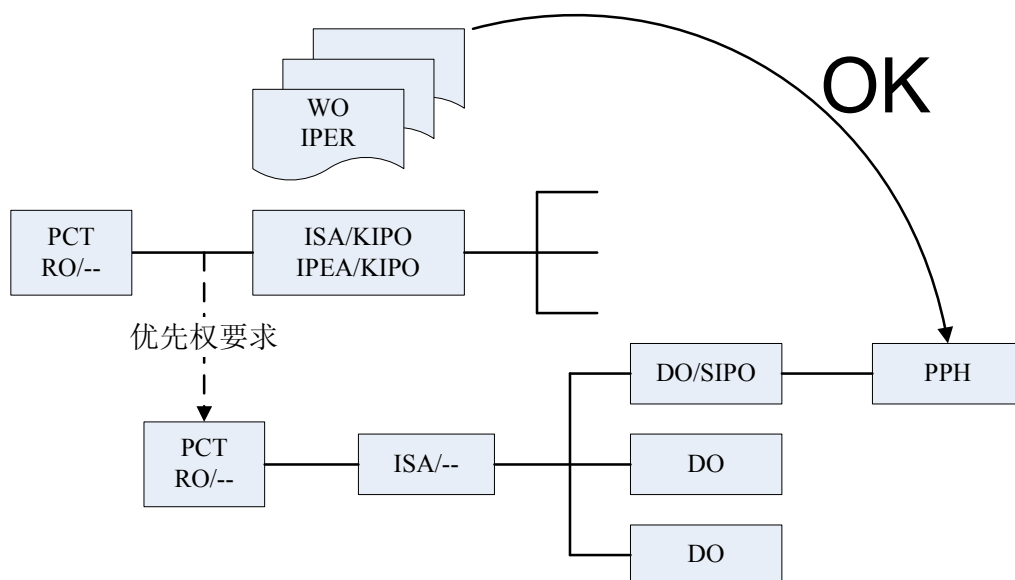 WO
IPER
OK
PCT
RO/--
ISA/KIPO
IPEA/KIPO
优先权要求
DO/SIPO
PPH
PCT
RO/--
ISA/--
DO
DO